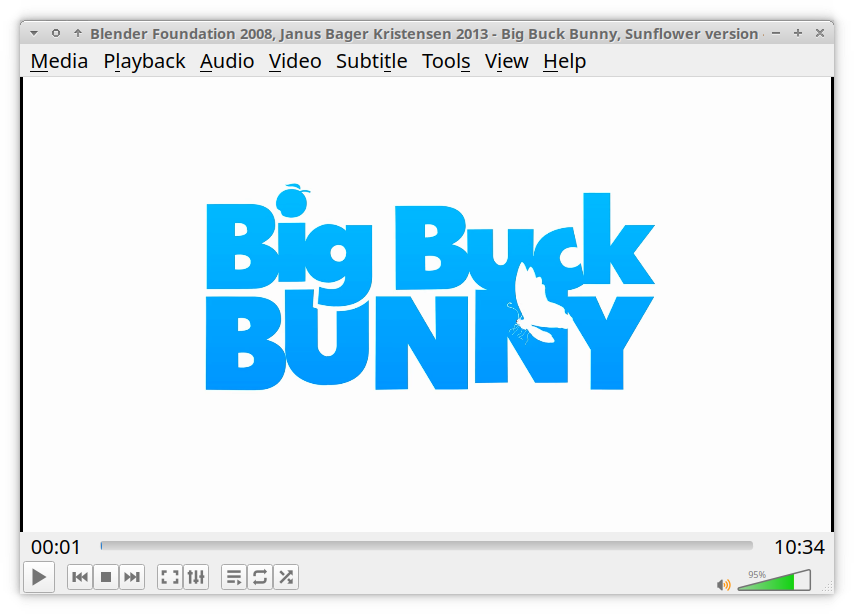 Blender Foundation 2008, Janus Bager Kristensen 2013 - Big Buck Bunny, Sunflower version
Media Playback Audio Video Subtitle Tools View Help
Big Buck
BUNNY
00:01 10:34
95%